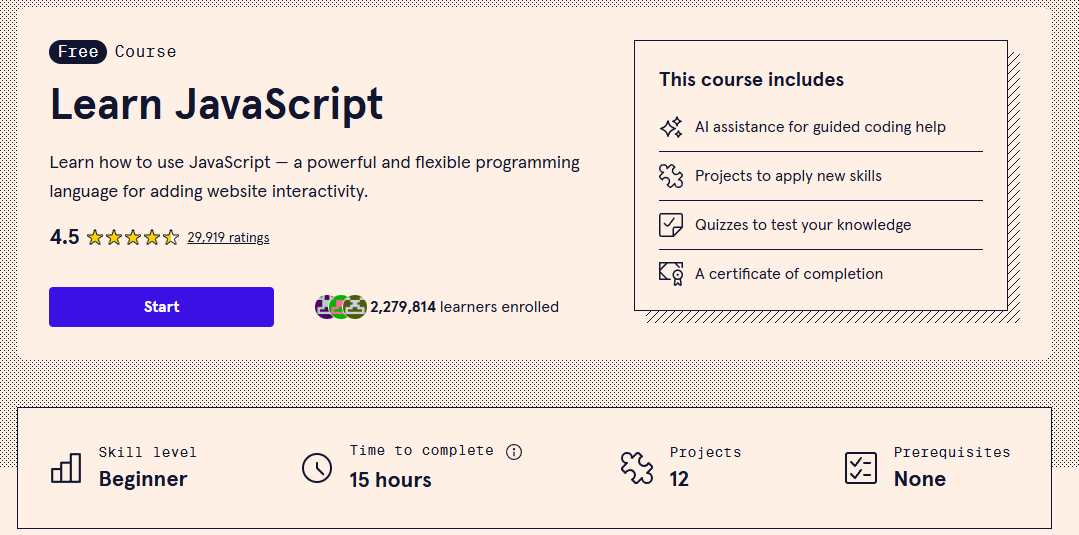 Free Course
Learn JavaScript
Learn how to use JavaScript — a powerful and flexible programming
language for adding website interactivity.
4.5 29,919 ratings
Start
2,279,814 learners enrolled
This course includes
AI assistance for guided coding help
Projects to apply new skills
Quizzes to test your knowledge
A certificate of completion
Skill level
Beginner
Time to complete
15 hours
Projects
12
Prerequisites
None